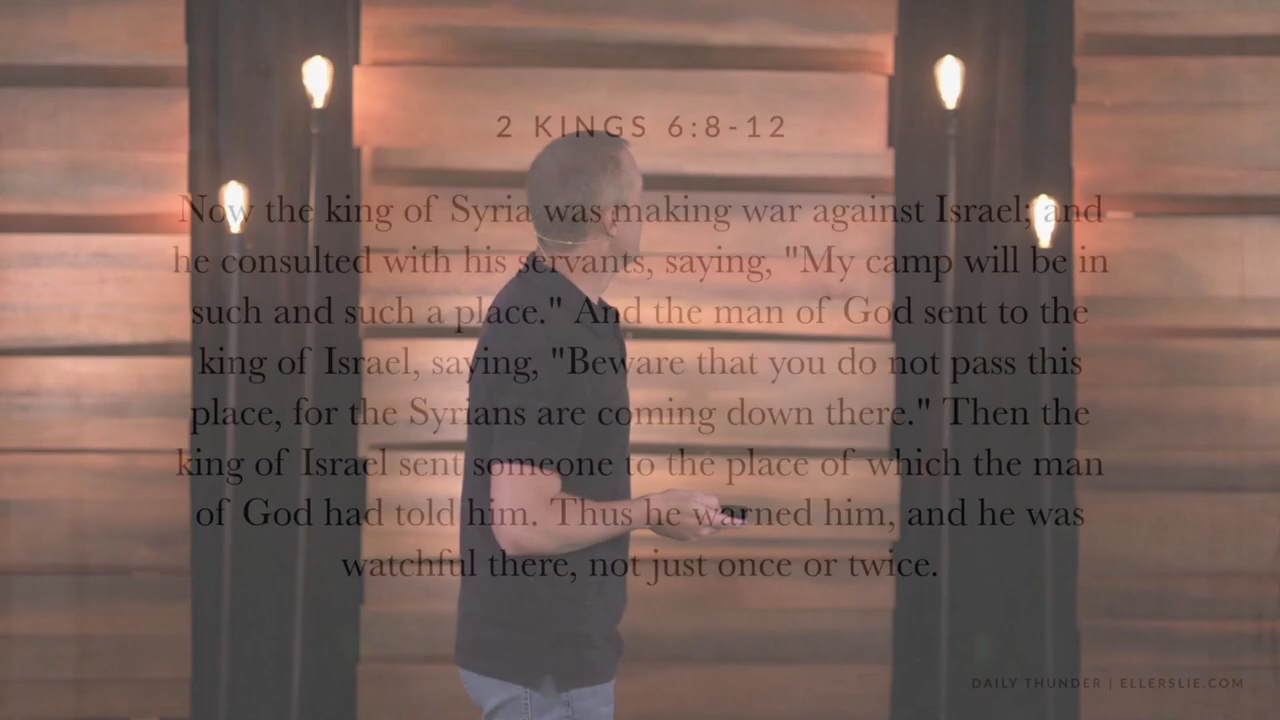 2 KINGS 6:8-12
Now the king of Syria was making war against Israel; and
he consulted with his servants, saying, "My camp will be in
such and such a place." And the man of God sent to the
king of Israel, saying, "Beware that you do not pass this
place, for the Syrians are coming down there." Then the
king of Israel sent someone to the place of which the man
of God had told him. Thus he warned him, and he was
watchful there, not just once or twice.
DAILY THUNDER | ELLERSLIE.COM